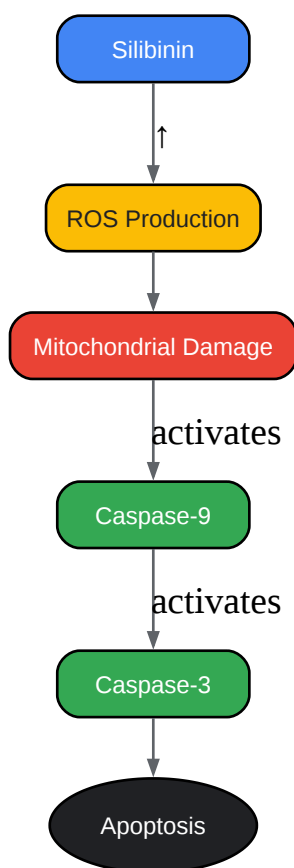 Silibinin
↑
ROS Production
Mitochondrial Damage
activates
Caspase-9
activates
Caspase-3
Apoptosis